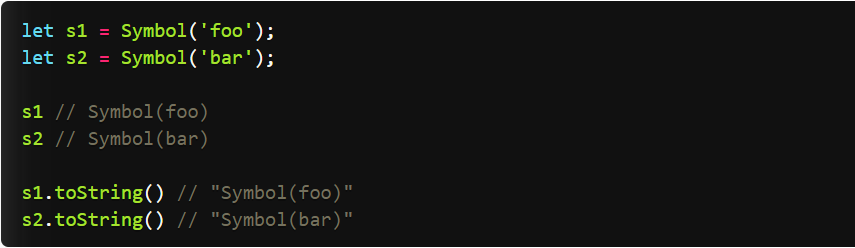 let s1 = Symbol('foo');
let s2 = Symbol('bar');
s1 // Symbol(foo)
s2 // Symbol(bar)
s1.toString() // "Symbol(foo)"
s2.toString() // "Symbol(bar)"